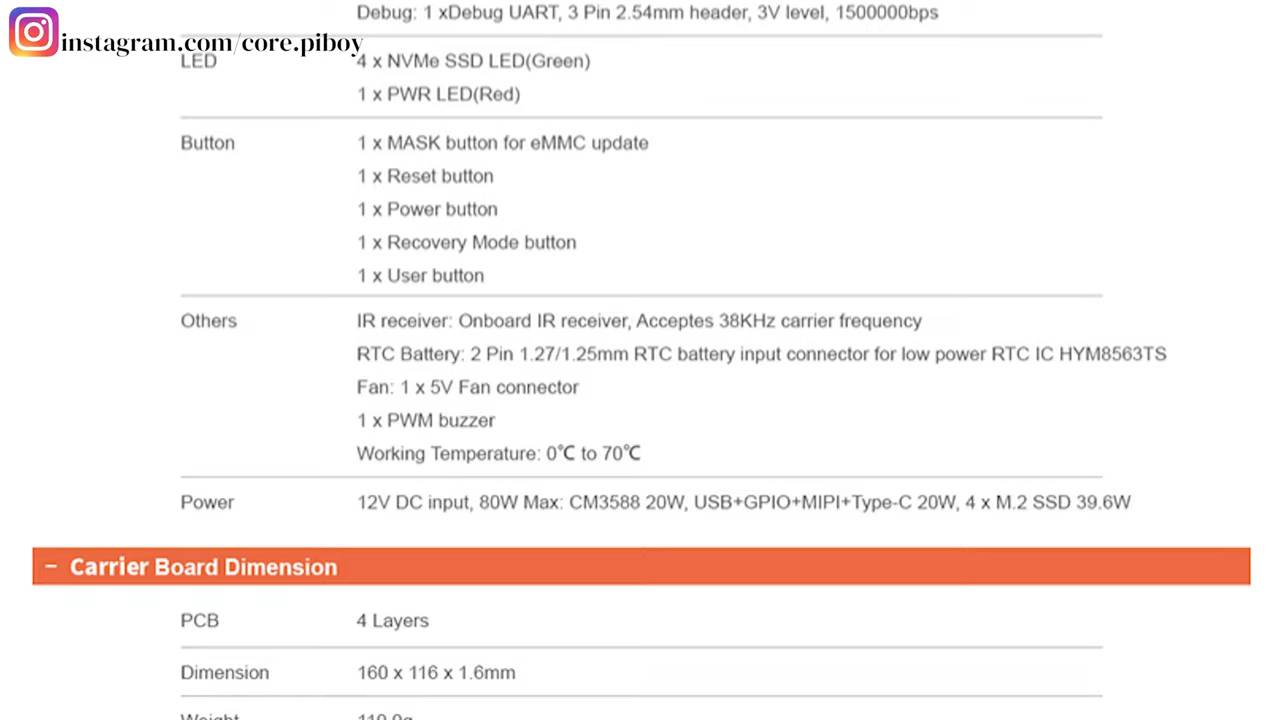 Debug: 1 xDebug UART, 3 Pin 2.54mm header, 3V level, 1500000bps
instagram.com/core.piboy
LED 4 x NVMe SSD LED(Green)
1 x PWR LED(Red)
Button 1 x MASK button for eMMC update
1 x Reset button
1 x Power button
1 x Recovery Mode button
1 x User button
Others IR receiver: Onboard IR receiver, Acceptes 38KHz carrier frequency
RTC Battery: 2 Pin 1.27/1.25mm RTC battery input connector for low power RTC IC HYM8563TS
Fan: 1 x 5V Fan connector
1 x PWM buzzer
Working Temperature: 0℃ to 70℃
Power 12V DC input, 80W Max: CM3588 20W, USB+GPIO+MIPI+Type-C 20W, 4 x M.2 SSD 39.6W
− Carrier Board Dimension
PCB 4 Layers
Dimension 160 x 116 x 1.6mm
Weight